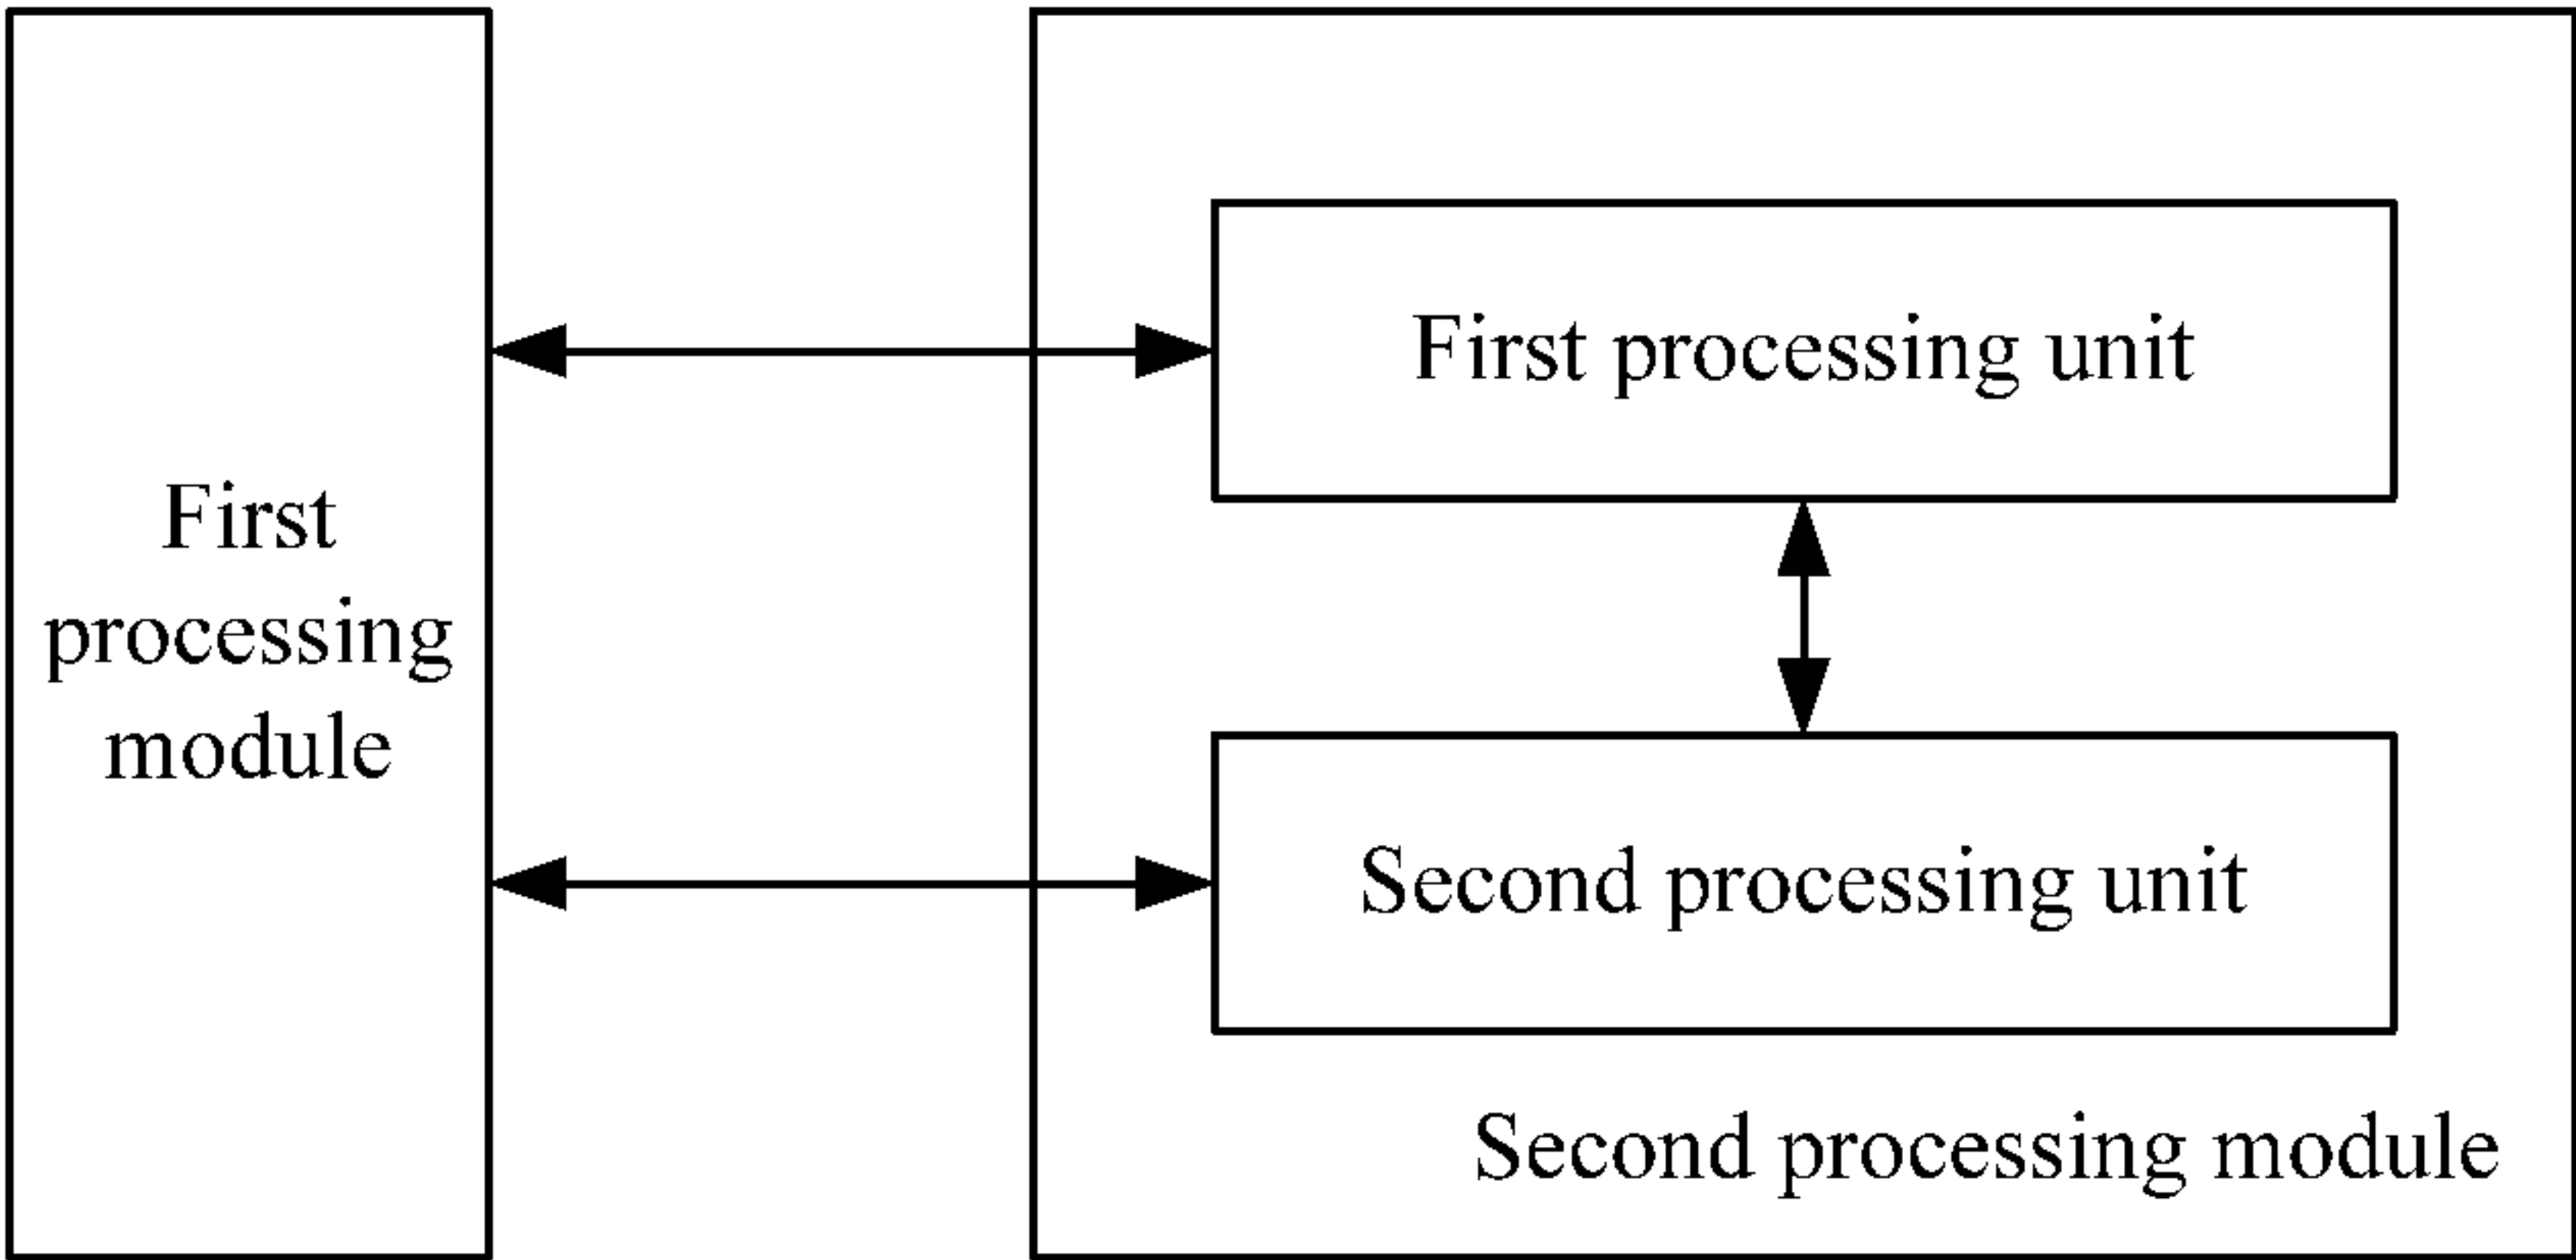 First
processing
module
First processing unit
Second processing unit
Second processing module